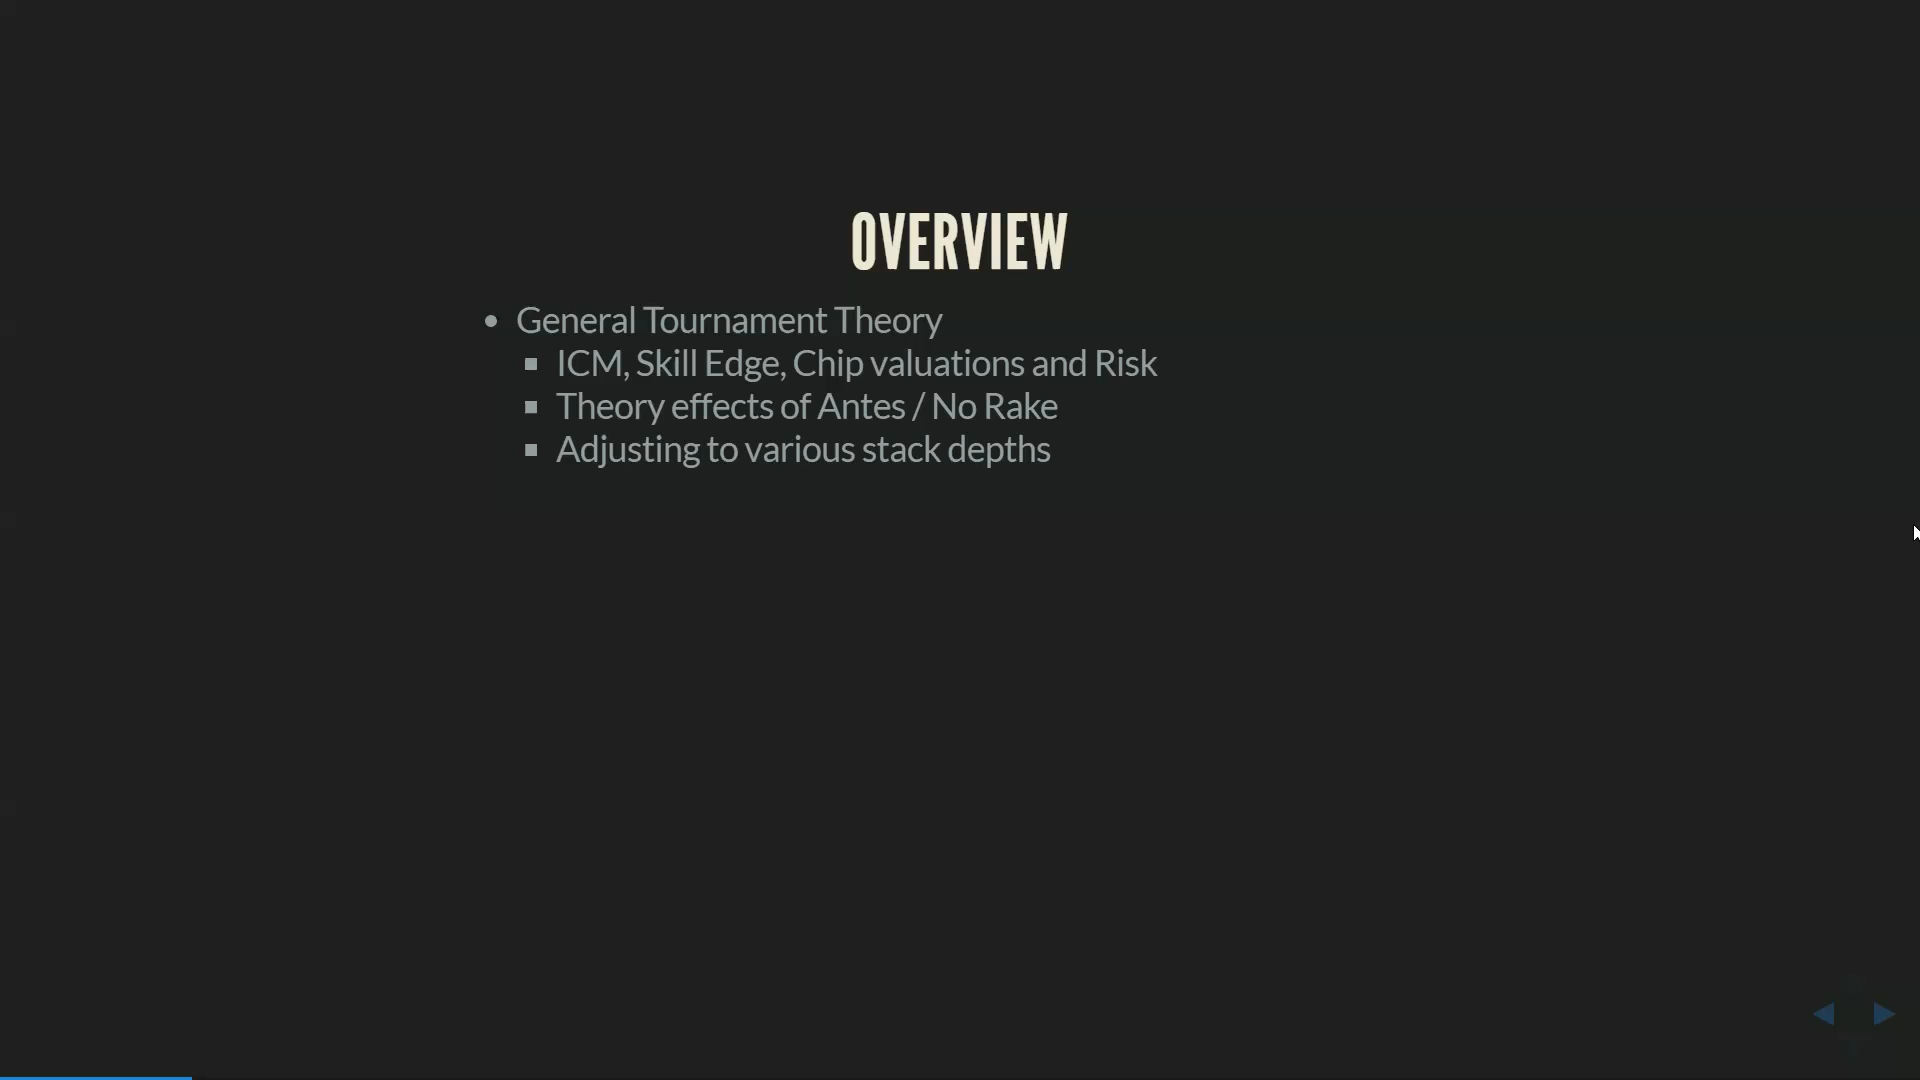 OVERVIEW
General Tournament Theory
ICM, Skill Edge, Chip valuations and Risk
Theory effects of Antes / No Rake
Adjusting to various stack depths